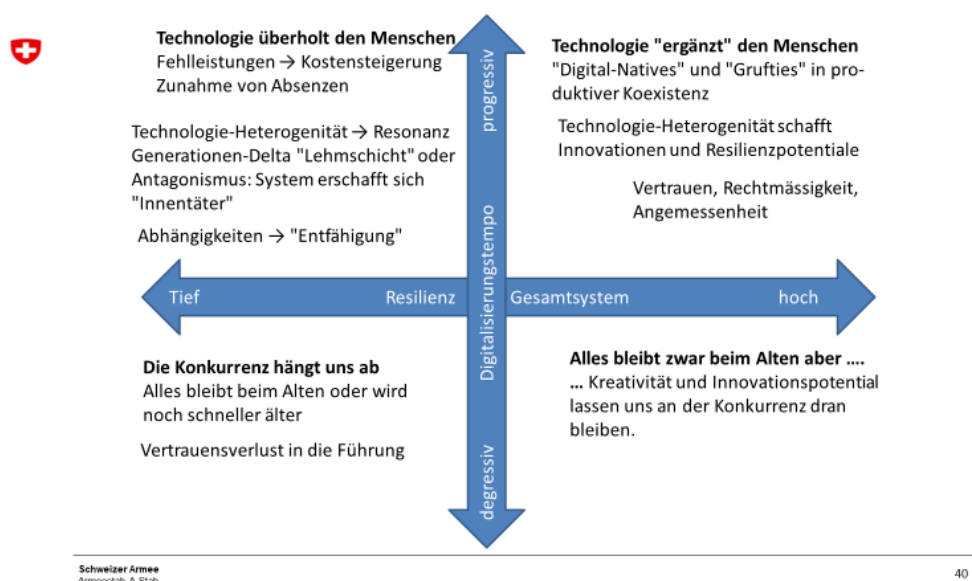 Technologie überholt den Menschen
Fehlleistungen → Kostensteigerung
Zunahme von Absenzen
Technologie-Heterogenität → Resonanz
Generationen-Delta "Lehmschicht" oder
Antagonismus: System erschafft sich
"Innentäter"
Abhängigkeiten → "Entfähigung"
Technologie "ergänzt" den Menschen
"Digital-Natives" und "Grufties" in pro-
duktiver Koexistenz
Technologie-Heterogenität schafft
Innovationen und Resilienzpotentiale
Vertrauen, Rechtmässigkeit,
Angemessenheit
progressiv
Digitalisierungstempo
degressiv
Tief Resilienz Gesamtsystem hoch
Die Konkurrenz hängt uns ab
Alles bleibt beim Alten oder wird
noch schneller älter
Vertrauensverlust in die Führung
Alles bleibt zwar beim Alten aber ....
... Kreativität und Innovationspotential
lassen uns an der Konkurrenz dran
bleiben.
Schweizer Armee
Armeestab A Stab
40